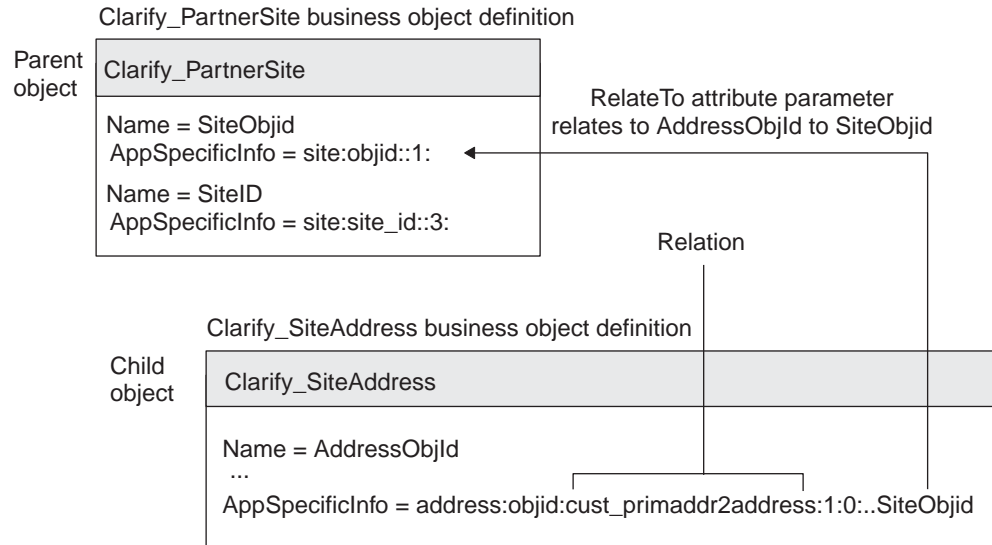 Clarify_PartnerSite business object definition
Parent
object
Clarify_PartnerSite
Name = SiteObjid
AppSpecificInfo = site:objid::1:
Name = SiteID
AppSpecificInfo = site:site_id::3:
RelateTo attribute parameter
relates to AddressObjId to SiteObjid
Relation
Clarify_SiteAddress business object definition
Child
object
Clarify_SiteAddress
Name = AddressObjId
...
AppSpecificInfo = address:objid:cust_primaddr2address:1:0:..SiteObjid